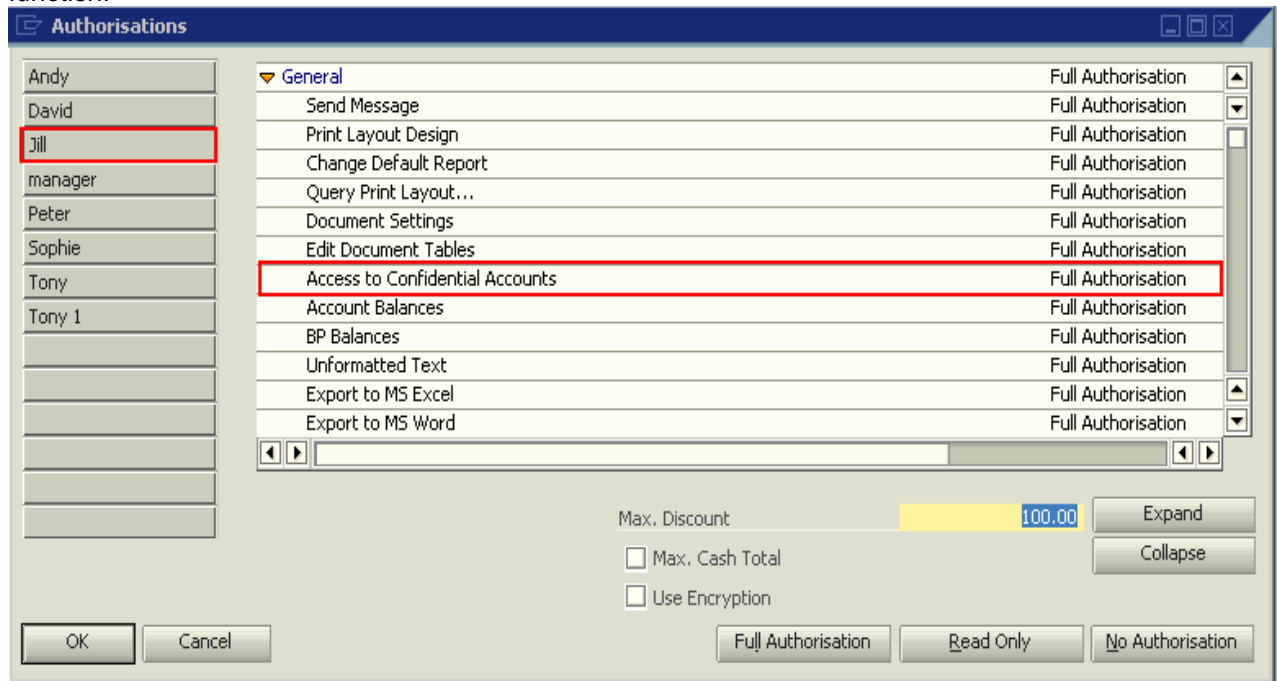 function.
Authorisations
Andy
David
Jill
manager
Peter
Sophie
Tony
Tony 1
General Full Authorisation
Send Message Full Authorisation
Print Layout Design Full Authorisation
Change Default Report Full Authorisation
Query Print Layout... Full Authorisation
Document Settings Full Authorisation
Edit Document Tables Full Authorisation
Access to Confidential Accounts Full Authorisation
Account Balances Full Authorisation
BP Balances Full Authorisation
Unformatted Text Full Authorisation
Export to MS Excel Full Authorisation
Export to MS Word Full Authorisation
Max. Discount 100.00 Expand
Max. Cash Total Collapse
Use Encryption
OK Cancel Full Authorisation Read Only No Authorisation